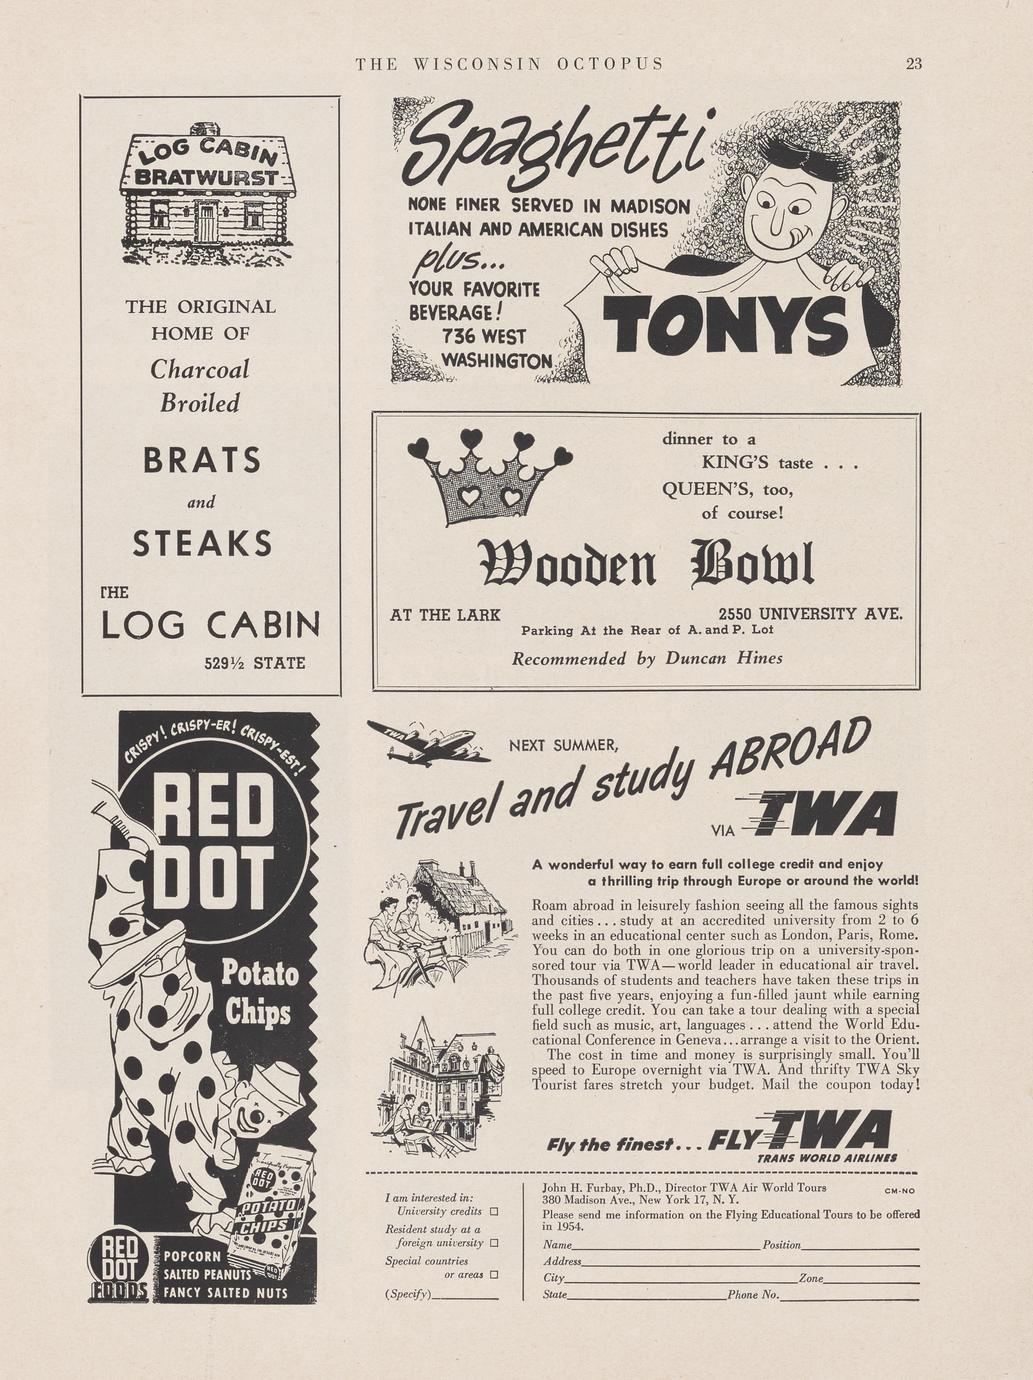 THE WISCONSIN OCTOPUS
23
LOG CABIN
BRATWURST
THE ORIGINAL
HOME OF
Charcoal
Broiled
BRATS
and
STEAKS
THE
LOG CABIN
529½ STATE
Spaghetti
NONE FINER SERVED IN MADISON
ITALIAN AND AMERICAN DISHES
plus...
YOUR FAVORITE
BEVERAGE!
736 WEST
WASHINGTON
TONYS
dinner to a
KING'S taste . . .
QUEEN'S, too,
of course!
Wooden Bowl
AT THE LARK
2550 UNIVERSITY AVE.
Parking At the Rear of A. and P. Lot
Recommended by Duncan Hines
CRISPY! CRISPY-ER! CRISPY-EST!
RED
DOT
Potato
Chips
RED
DOT
POTATO
CHIPS
RED
DOT
FOODS
POPCORN
SALTED PEANUTS
FANCY SALTED NUTS
TWA
NEXT SUMMER,
Travel and study ABROAD
VIA TWA
A wonderful way to earn full college credit and enjoy
a thrilling trip through Europe or around the world!
Roam abroad in leisurely fashion seeing all the famous sights
and cities . . . study at an accredited university from 2 to 6
weeks in an educational center such as London, Paris, Rome.
You can do both in one glorious trip on a university-spon-
sored tour via TWA—world leader in educational air travel.
Thousands of students and teachers have taken these trips in
the past five years, enjoying a fun-filled jaunt while earning
full college credit. You can take a tour dealing with a special
field such as music, art, languages . . . attend the World Edu-
cational Conference in Geneva...arrange a visit to the Orient.
The cost in time and money is surprisingly small. You'll
speed to Europe overnight via TWA. And thrifty TWA Sky
Tourist fares stretch your budget. Mail the coupon today!
Fly the finest... FLY TWA
TRANS WORLD AIRLINES
I am interested in:
University credits □
Resident study at a
foreign university □
Special countries
or areas □
(Specify)
John H. Furbay, Ph.D., Director TWA Air World Tours
CM-NO
380 Madison Ave., New York 17, N. Y.
Please send me information on the Flying Educational Tours to be offered
in 1954.
Name Position
Address
City Zone
State Phone No.